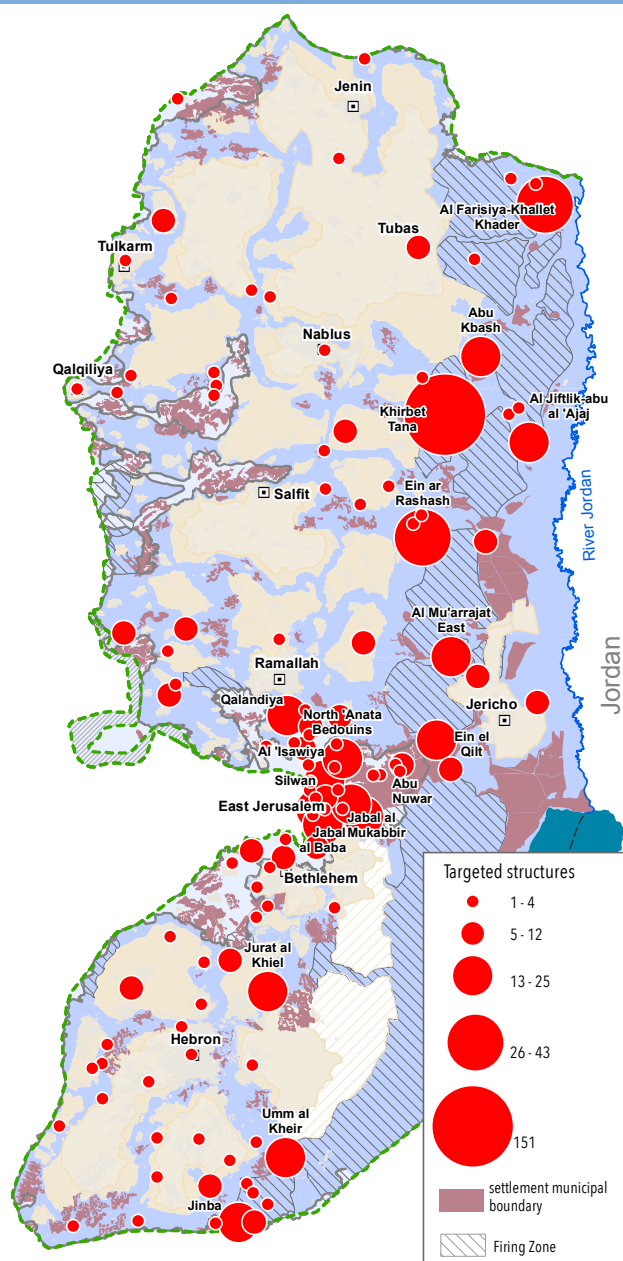 Jenin
Al Farisiya-Khallet
Khader
Tubas
Tulkarm
Abu
Kbash
Nablus
Qalqiliya
Khirbet
Tana
Al Jiftlik-abu
al 'Ajaj
Ein ar
Rashash
Salfit
River Jordan
Al Mu'arrajat
East
Jordan
Ramallah
Jericho
Qalandiya
North 'Anata
Bedouins
Ein el
Qilt
Al 'Isawiya
Silwan
Abu
Nuwar
East Jerusalem
Jabal al
Mukabbir
Jabal
al Baba
Bethlehem
Jurat al
Khiel
Hebron
Umm al
Kheir
Jinba
Targeted structures
1 - 4
5 - 12
13 - 25
26 - 43
151
settlement municipal
boundary
Firing Zone